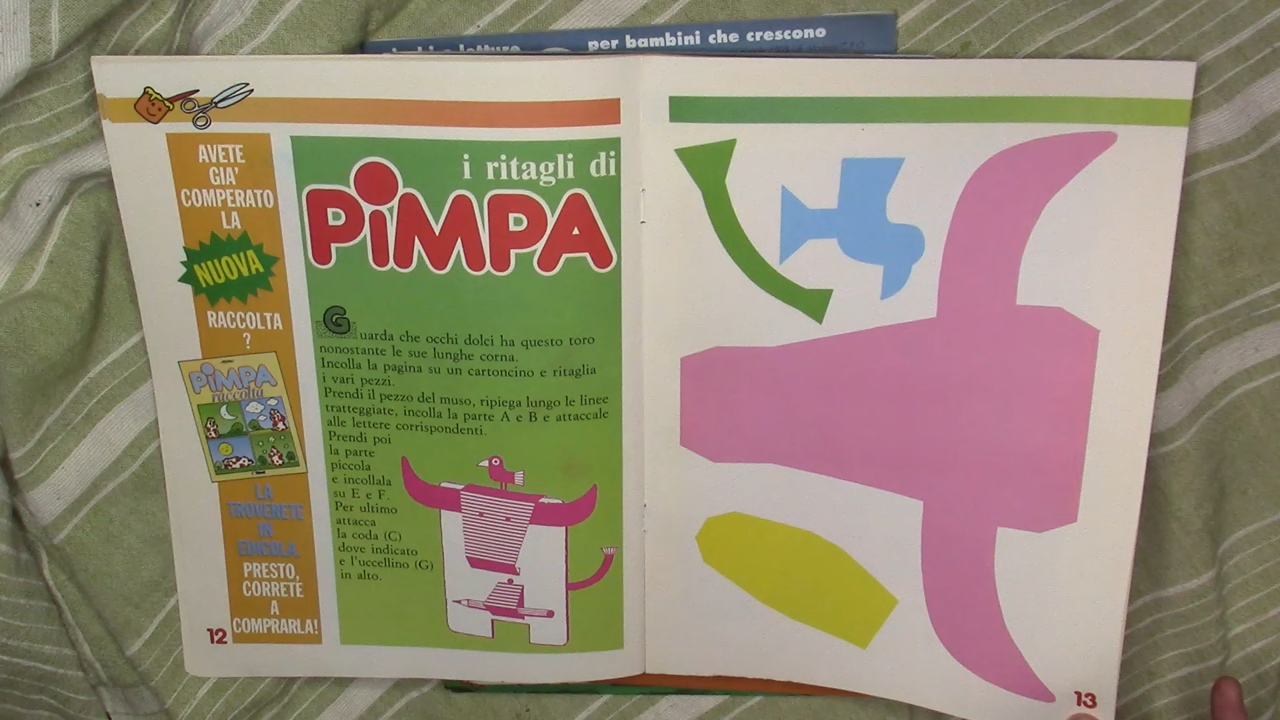 per bambini che crescono
AVETE
GIA'
COMPERATO
LA
NUOVA
RACCOLTA
?
PIMPA
raccolta
LA
TROVERETE
IN
EDICOLA.
PRESTO,
CORRETE
A
COMPRARLA!
12
i ritagli di
PiMPA
Guarda che occhi dolci ha questo toro
nonostante le sue lunghe corna.
Incolla la pagina su un cartoncino e ritaglia
i vari pezzi.
Prendi il pezzo del muso, ripiega lungo le linee
tratteggiate, incolla la parte A e B e attaccale
alle lettere corrispondenti.
Prendi poi
la parte
piccola
e incollala
su E e F.
Per ultimo
attacca
la coda (C)
dove indicato
e l'uccellino (G)
in alto.
13